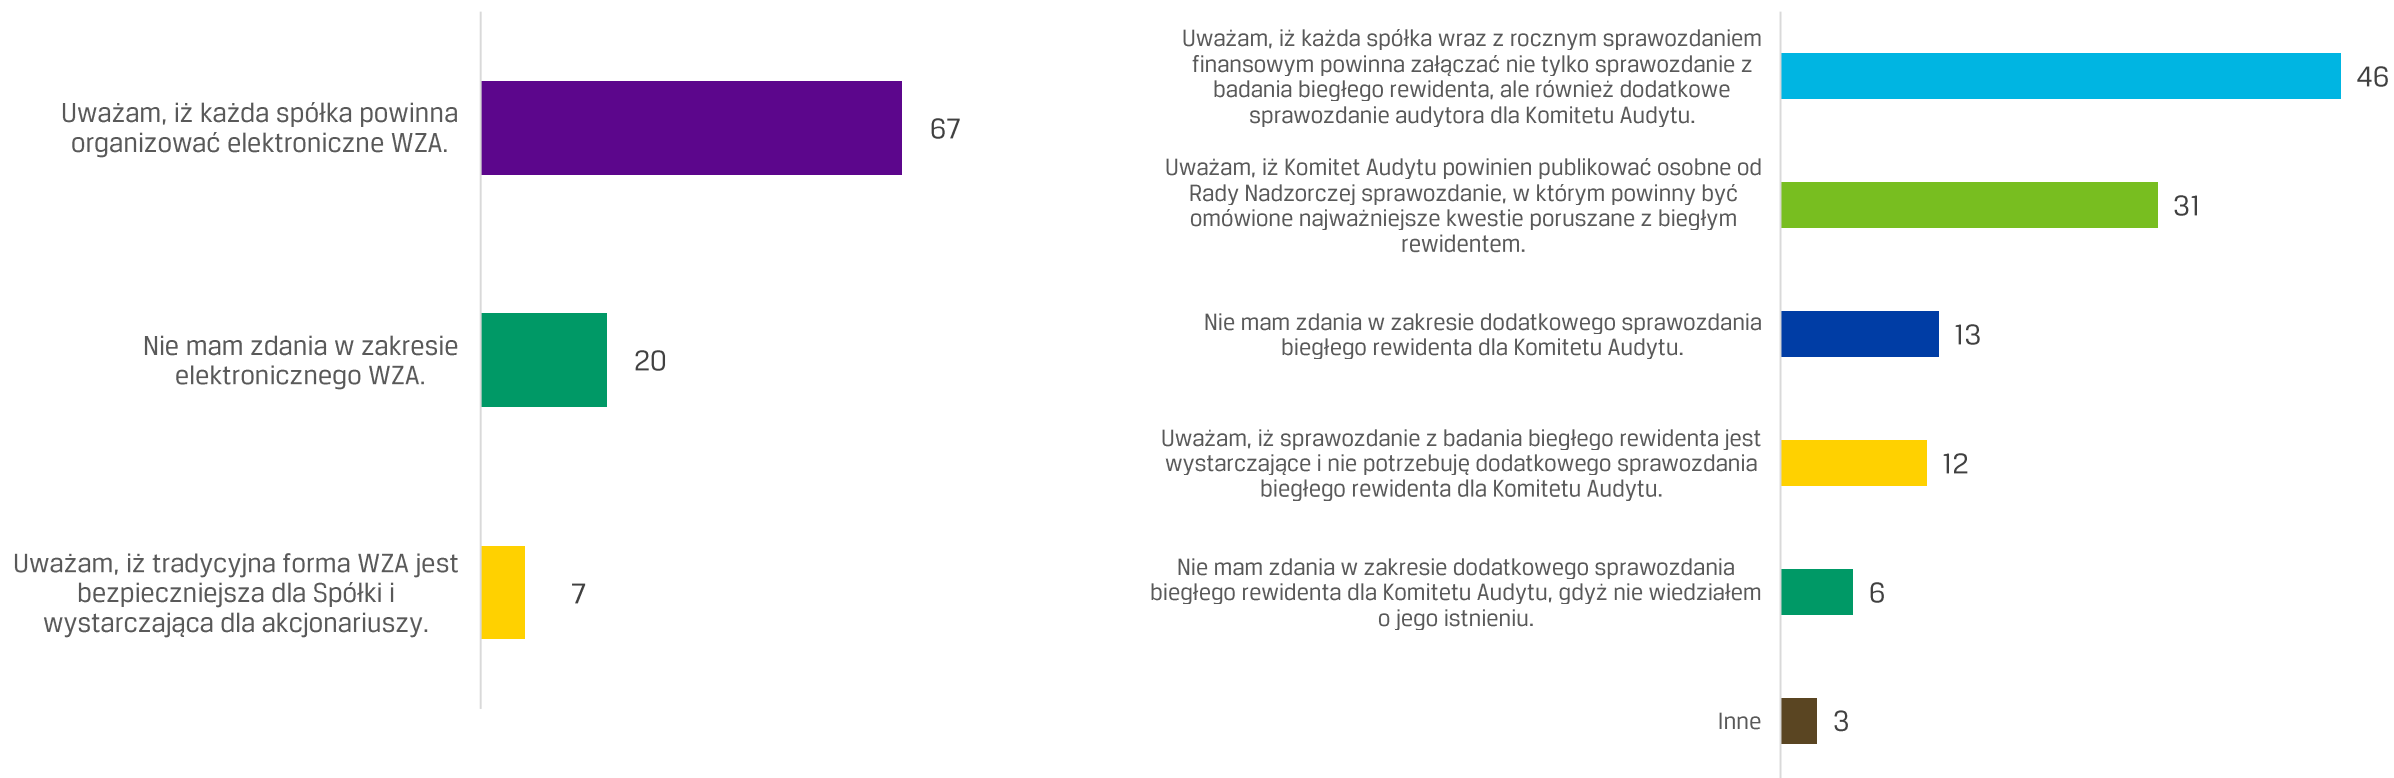 Uważam, iż każda spółka powinna
organizować elektroniczne WZA.
67
Nie mam zdania w zakresie
elektronicznego WZA.
20
Uważam, iż tradycyjna forma WZA jest
bezpieczniejsza dla Spółki i
wystarczająca dla akcjonariuszy.
7
Uważam, iż każda spółka wraz z rocznym sprawozdaniem
finansowym powinna załączać nie tylko sprawozdanie z
badania biegłego rewidenta, ale również dodatkowe
sprawozdanie audytora dla Komitetu Audytu.
46
Uważam, iż Komitet Audytu powinien publikować osobne od
Rady Nadzorczej sprawozdanie, w którym powinny być
omówione najważniejsze kwestie poruszane z biegłym
rewidentem.
31
Nie mam zdania w zakresie dodatkowego sprawozdania
biegłego rewidenta dla Komitetu Audytu.
13
Uważam, iż sprawozdanie z badania biegłego rewidenta jest
wystarczające i nie potrzebuję dodatkowego sprawozdania
biegłego rewidenta dla Komitetu Audytu.
12
Nie mam zdania w zakresie dodatkowego sprawozdania
biegłego rewidenta dla Komitetu Audytu, gdyż nie wiedziałem
o jego istnieniu.
6
Inne
3